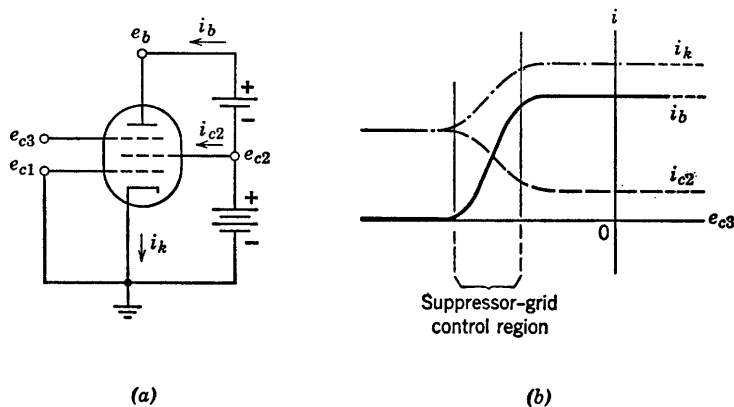 e_b
i_b
+
-
e_c3
i_c2
e_c1
e_c2
+
-
i_k
(a)
i
i_k
i_b
i_c2
e_c3
0
Suppressor-grid
control region
(b)